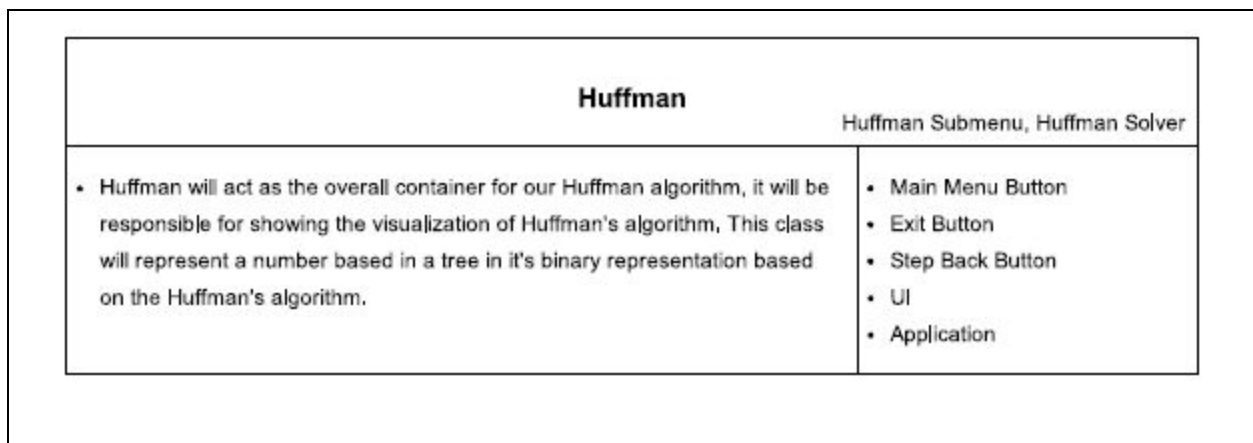 Huffman
Huffman Submenu, Huffman Solver
• Huffman will act as the overall container for our Huffman algorithm, it will be
responsible for showing the visualization of Huffman's algorithm, This class
will represent a number based in a tree in it's binary representation based
on the Huffman's algorithm.
• Main Menu Button
• Exit Button
• Step Back Button
• UI
• Application